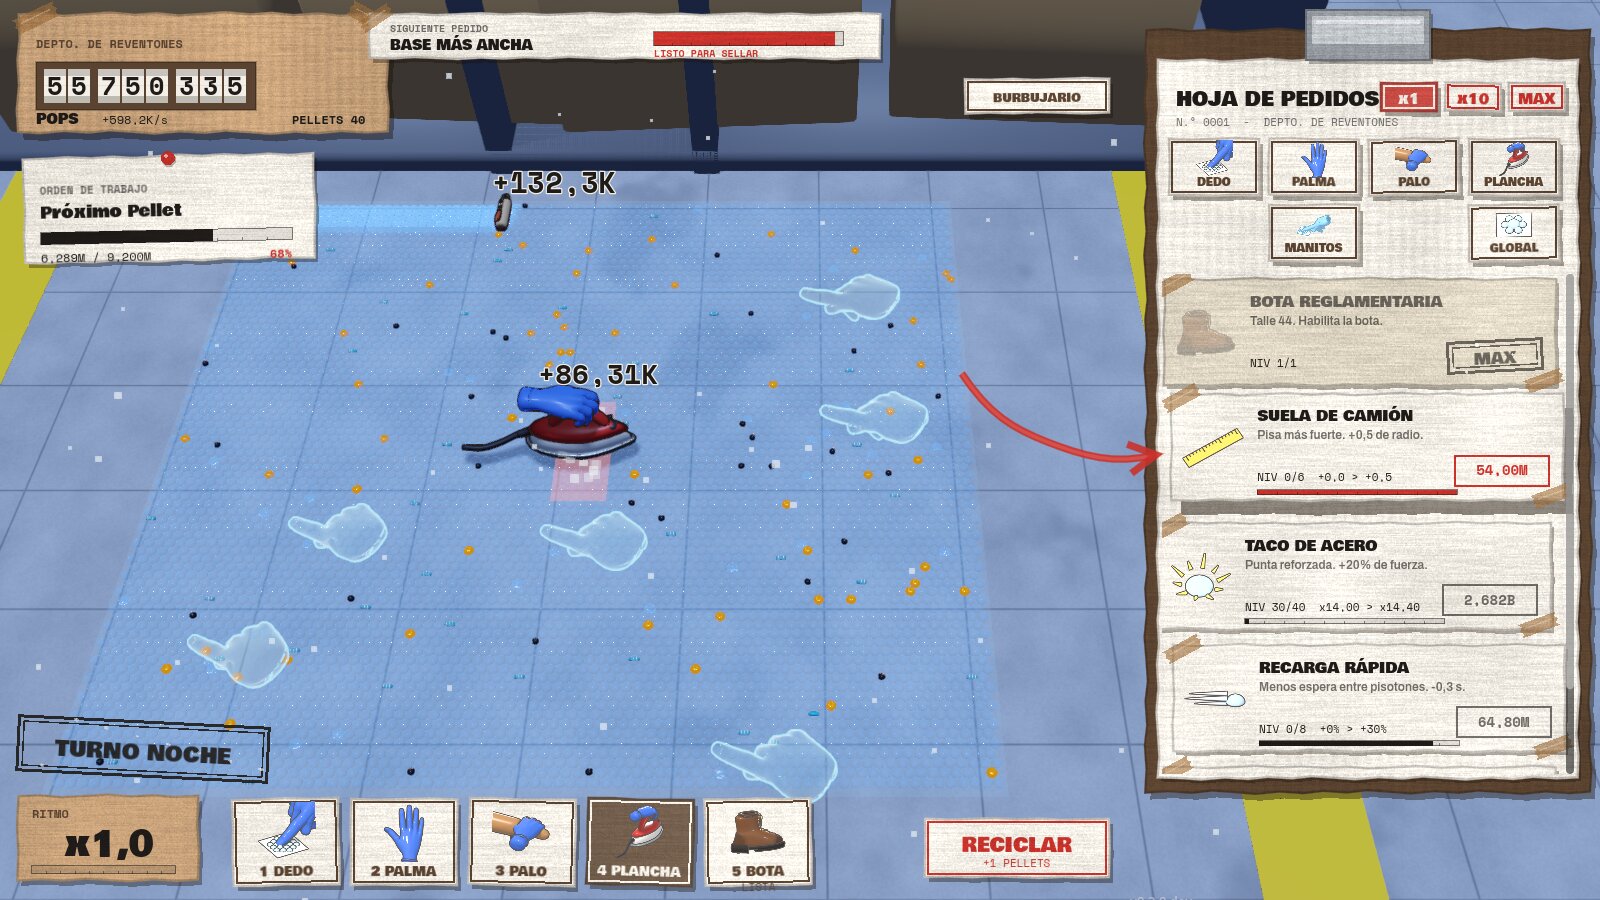 DEPTO. DE REVENTONES
55 750 335
POPS +598,2K/s PELLETS 40
SIGUIENTE PEDIDO
BASE MÁS ANCHA
LISTO PARA SELLAR
BURBUJARIO
ORDEN DE TRABAJO
Próximo Pellet
68%
6,289M / 9,200M
+132,3K
+86,31K
HOJA DE PEDIDOS
x1
x10
MAX
N.° 0001 - DEPTO. DE REVENTONES
DEDO
PALMA
PALO
PLANCHA
MANITOS
GLOBAL
BOTA REGLAMENTARIA
Talle 44. Habilita la bota.
NIV 1/1
MAX
SUELA DE CAMIÓN
Pisa más fuerte. +0,5 de radio.
NIV 0/6 +0,0 > +0,5
54,00M
TACO DE ACERO
Punta reforzada. +20% de fuerza.
NIV 30/40 x14,00 > x14,40
2,682B
RECARGA RÁPIDA
Menos espera entre pisotones. -0,3 s.
NIV 0/8 +0% > +30%
64,80M
TURNO NOCHE
RITMO
x1,0
1 DEDO
2 PALMA
3 PALO
4 PLANCHA
5 BOTA
LISTA
RECICLAR
+1 PELLETS